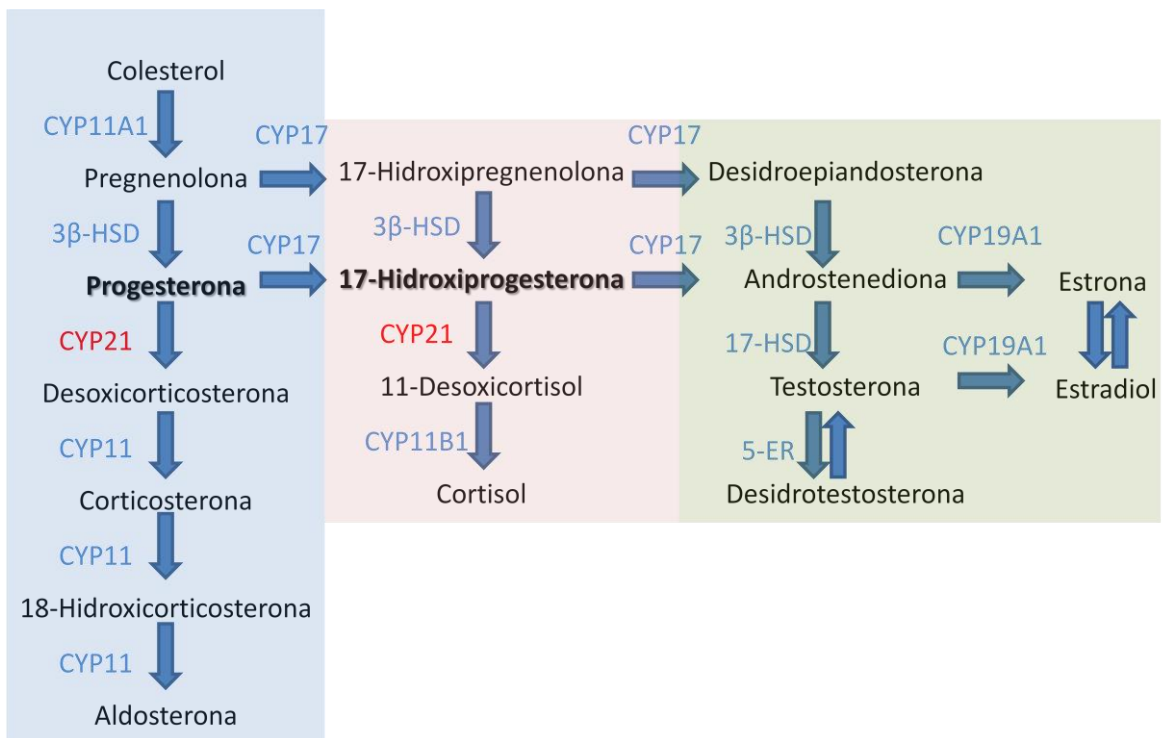 Colesterol
CYP11A1
CYP17
CYP17
Pregnenolona
17-Hidroxipregnenolona
Desidroepiandosterona
3β-HSD
CYP17
3β-HSD
CYP17
3β-HSD
CYP19A1
Progesterona
17-Hidroxiprogesterona
Androstenediona
Estrona
CYP21
CYP21
17-HSD
CYP19A1
Desoxicorticosterona
11-Desoxicortisol
Testosterona
Estradiol
CYP11
CYP11B1
5-ER
Corticosterona
Cortisol
Desidrotestosterona
CYP11
18-Hidroxicorticosterona
CYP11
Aldosterona